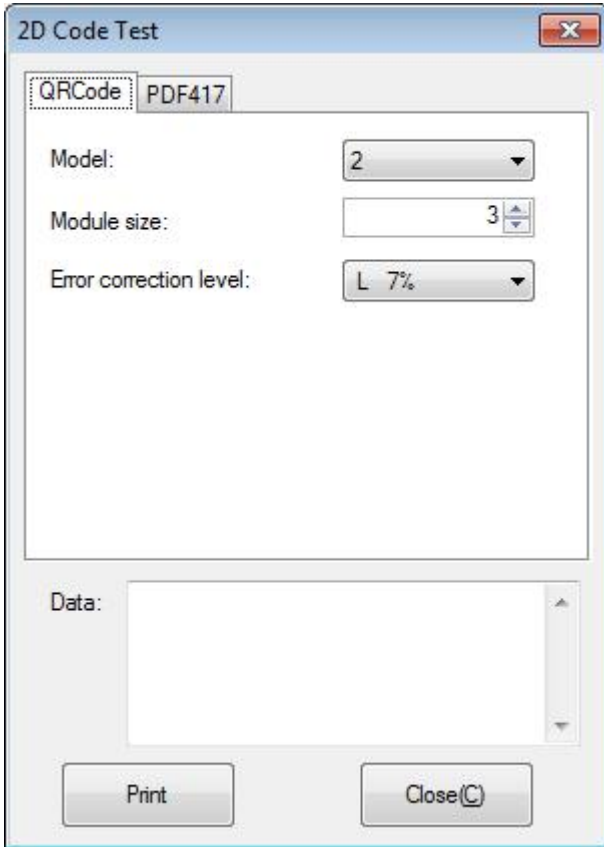 2D Code Test
QRCode PDF417
Model: 2
Module size: 3
Error correction level: L 7%
Data:
Print Close(C)